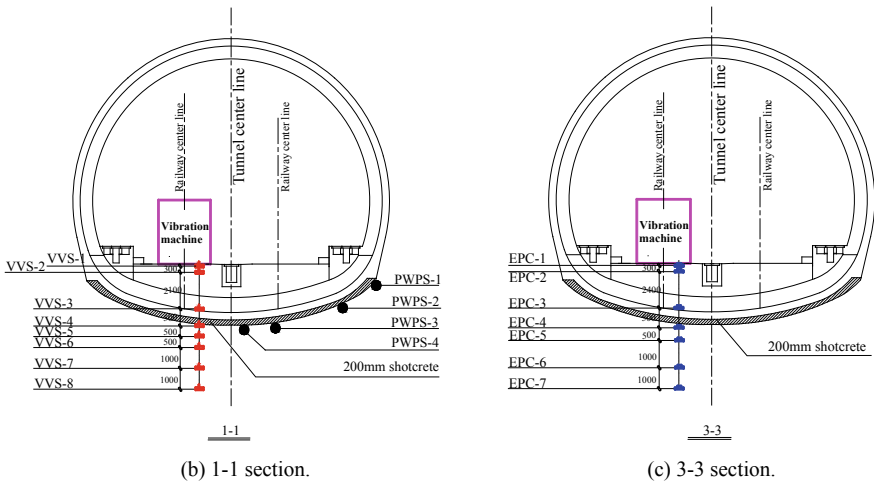 Railway center line
Tunnel center line
Railway center line
Vibration
machine
VVS-1
VVS-2
300
2100
VVS-3
VVS-4
VVS-5
500
VVS-6
500
VVS-7
1000
VVS-8
1000
PWPS-1
PWPS-2
PWPS-3
PWPS-4
200mm shotcrete
1-1
(b) 1-1 section.
Railway center line
Tunnel center line
Railway center line
Vibration
machine
EPC-1
300
EPC-2
2400
EPC-3
EPC-4
EPC-5
500
EPC-6
1000
EPC-7
1000
200mm shotcrete
3-3
(c) 3-3 section.